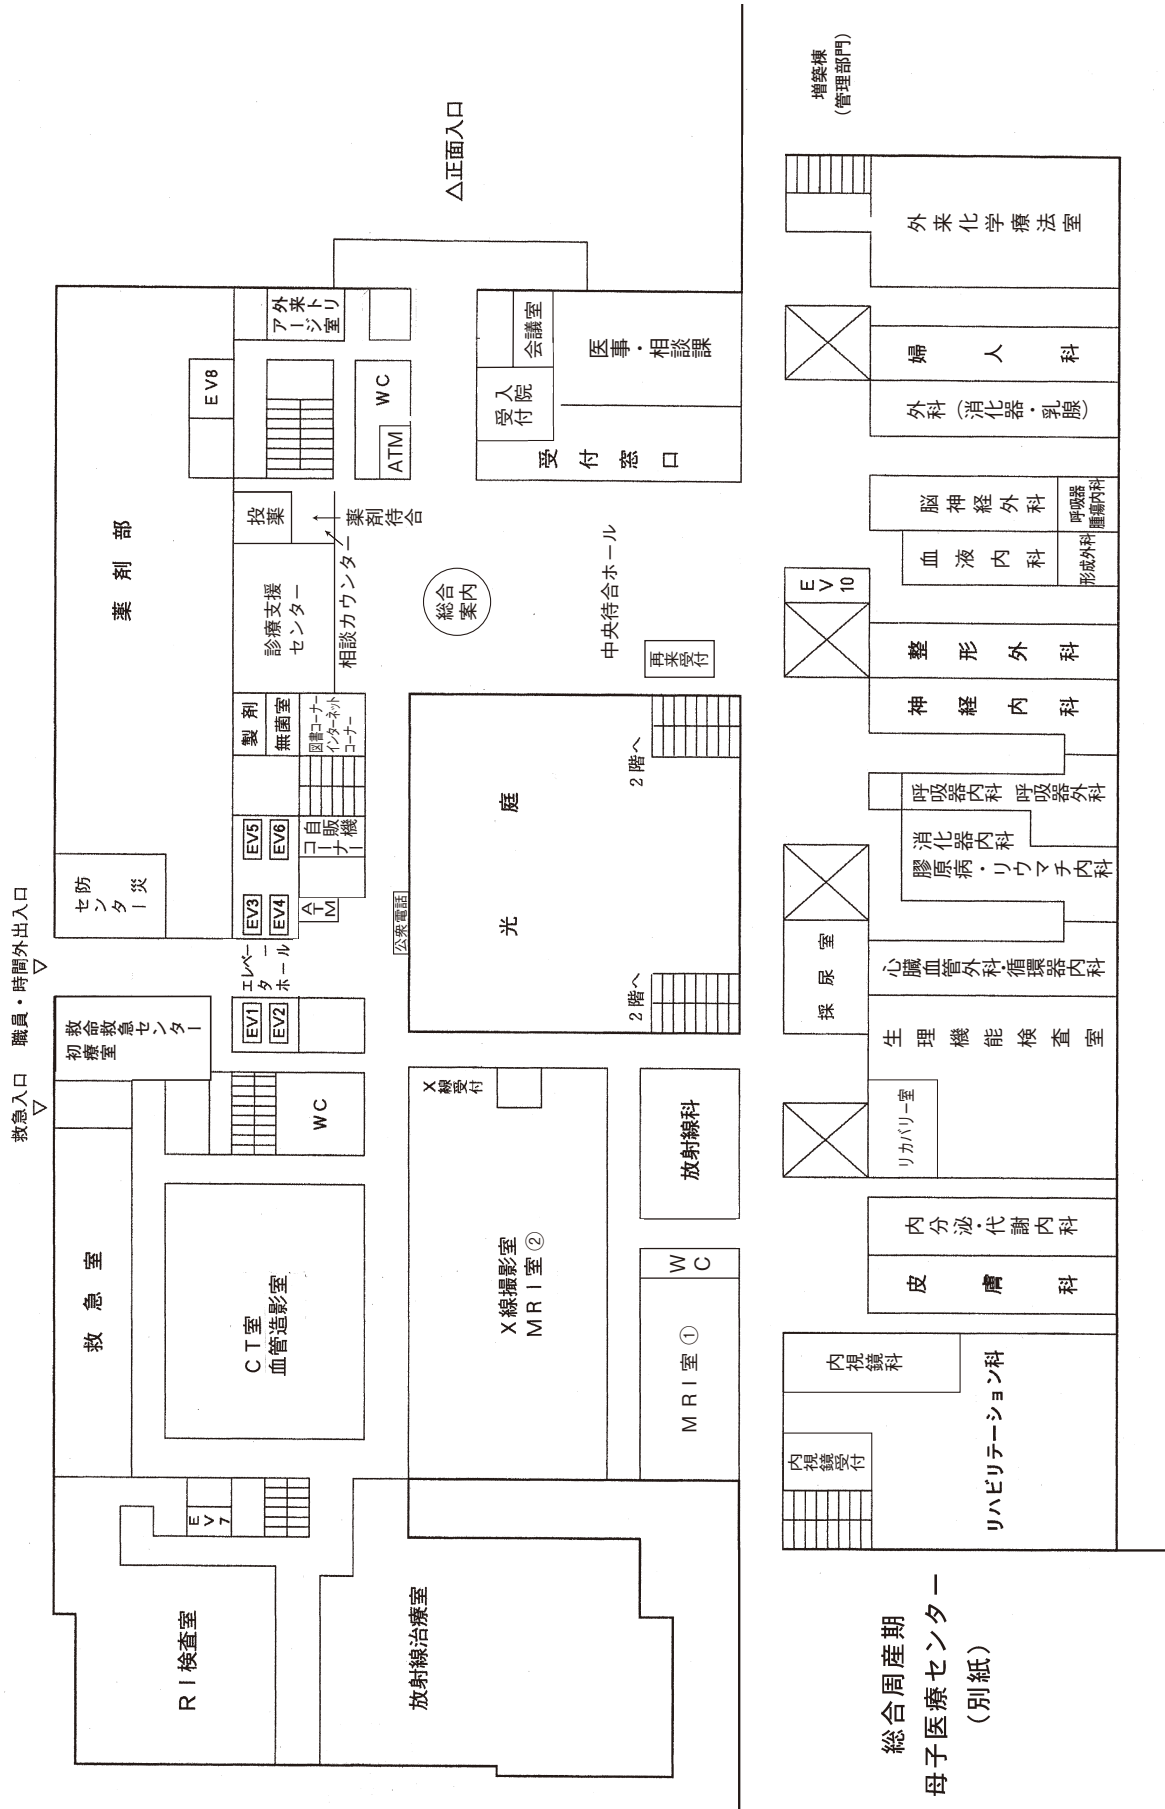 救急入口
職員・時間外出入口
△正面入口
増築棟
(管理部門)
RI検査室
EV7
放射線治療室
救急室
CT室
血管造影室
初療室
救命救急センター
WC
EV1
EV2
エレベー
タ
ホール
EV3
EV4
EV5
EV6
ATM
自販機
コーナー
防災
センター
薬剤部
製剤
無菌室
図書コーナー
インターネット
コーナー
診療支援
センター
相談カウンター
投薬
薬剤待合
EV8
WC
ATM
外来トリ
アージ室
X線撮影室
MRI室②
X線受付
MRI室①
WC
放射線科
公衆電話
光庭
2階へ
2階へ
総合
案内
中央待合ホール
再来
受付
入院
受付
会議室
受付窓口
医事・相談課
総合周産期
母子医療センター
(別紙)
内視
鏡受付
内視
鏡科
リハビリテーション科
皮膚科
内分泌・代謝内科
リカバリー室
生理機能検査室
採尿室
心臓血管外科・循環器内科
膠原病・リウマチ内科
消化器内科
呼吸器内科
呼吸器外科
神経内科
整形外科
EV10
血液内科
形成外科
脳神経外科
呼吸器
腫瘍内科
外科(消化器・乳腺)
婦人科
外来化学療法室